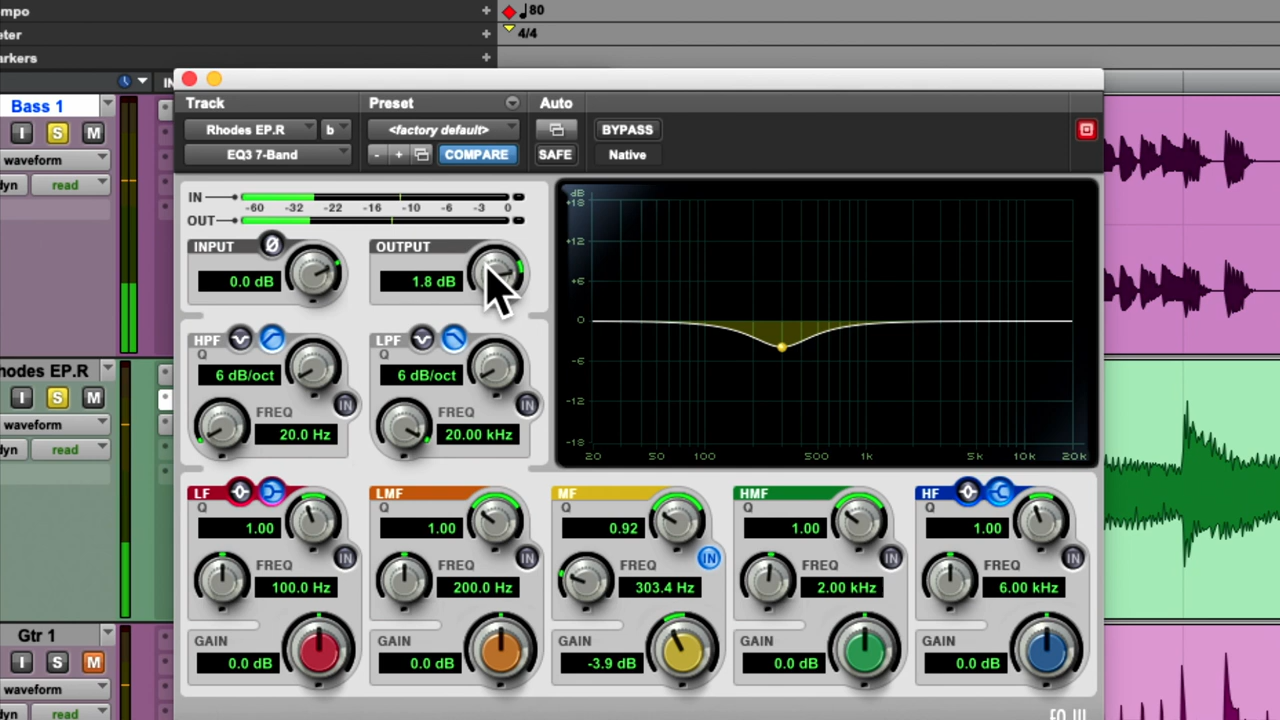 mpo + ♩80
eter + 4/4
arkers +
Bass 1
I S M
waveform
dyn read
hodes EP.R
I S M
waveform
dyn read
Gtr 1
I S M
waveform
dyn read
IN
Track Preset Auto
Rhodes EP.R b <factory default> BYPASS
EQ3 7-Band - + COMPARE SAFE Native
IN
-60 -32 -22 -16 -10 -6 -3 0
OUT
INPUT Ø OUTPUT
0.0 dB 1.8 dB
HPF LPF
Q Q
6 dB/oct 6 dB/oct
IN IN
FREQ FREQ
20.0 Hz 20.00 kHz
dB
+18
+12
+6
0
-6
-12
-18
20 50 100 500 1k 5k 10k 20k
LF LMF MF HMF HF
Q Q Q Q Q
1.00 1.00 0.92 1.00 1.00
IN IN IN IN IN
FREQ FREQ FREQ FREQ FREQ
100.0 Hz 200.0 Hz 303.4 Hz 2.00 kHz 6.00 kHz
GAIN GAIN GAIN GAIN GAIN
0.0 dB 0.0 dB -3.9 dB 0.0 dB 0.0 dB
EQ III